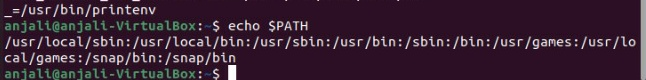 _=/usr/bin/printenv
anjali@anjali-VirtualBox:~$ echo $PATH
/usr/local/sbin:/usr/local/bin:/usr/sbin:/usr/bin:/sbin:/bin:/usr/games:/usr/lo
cal/games:/snap/bin:/snap/bin
anjali@anjali-VirtualBox:~$